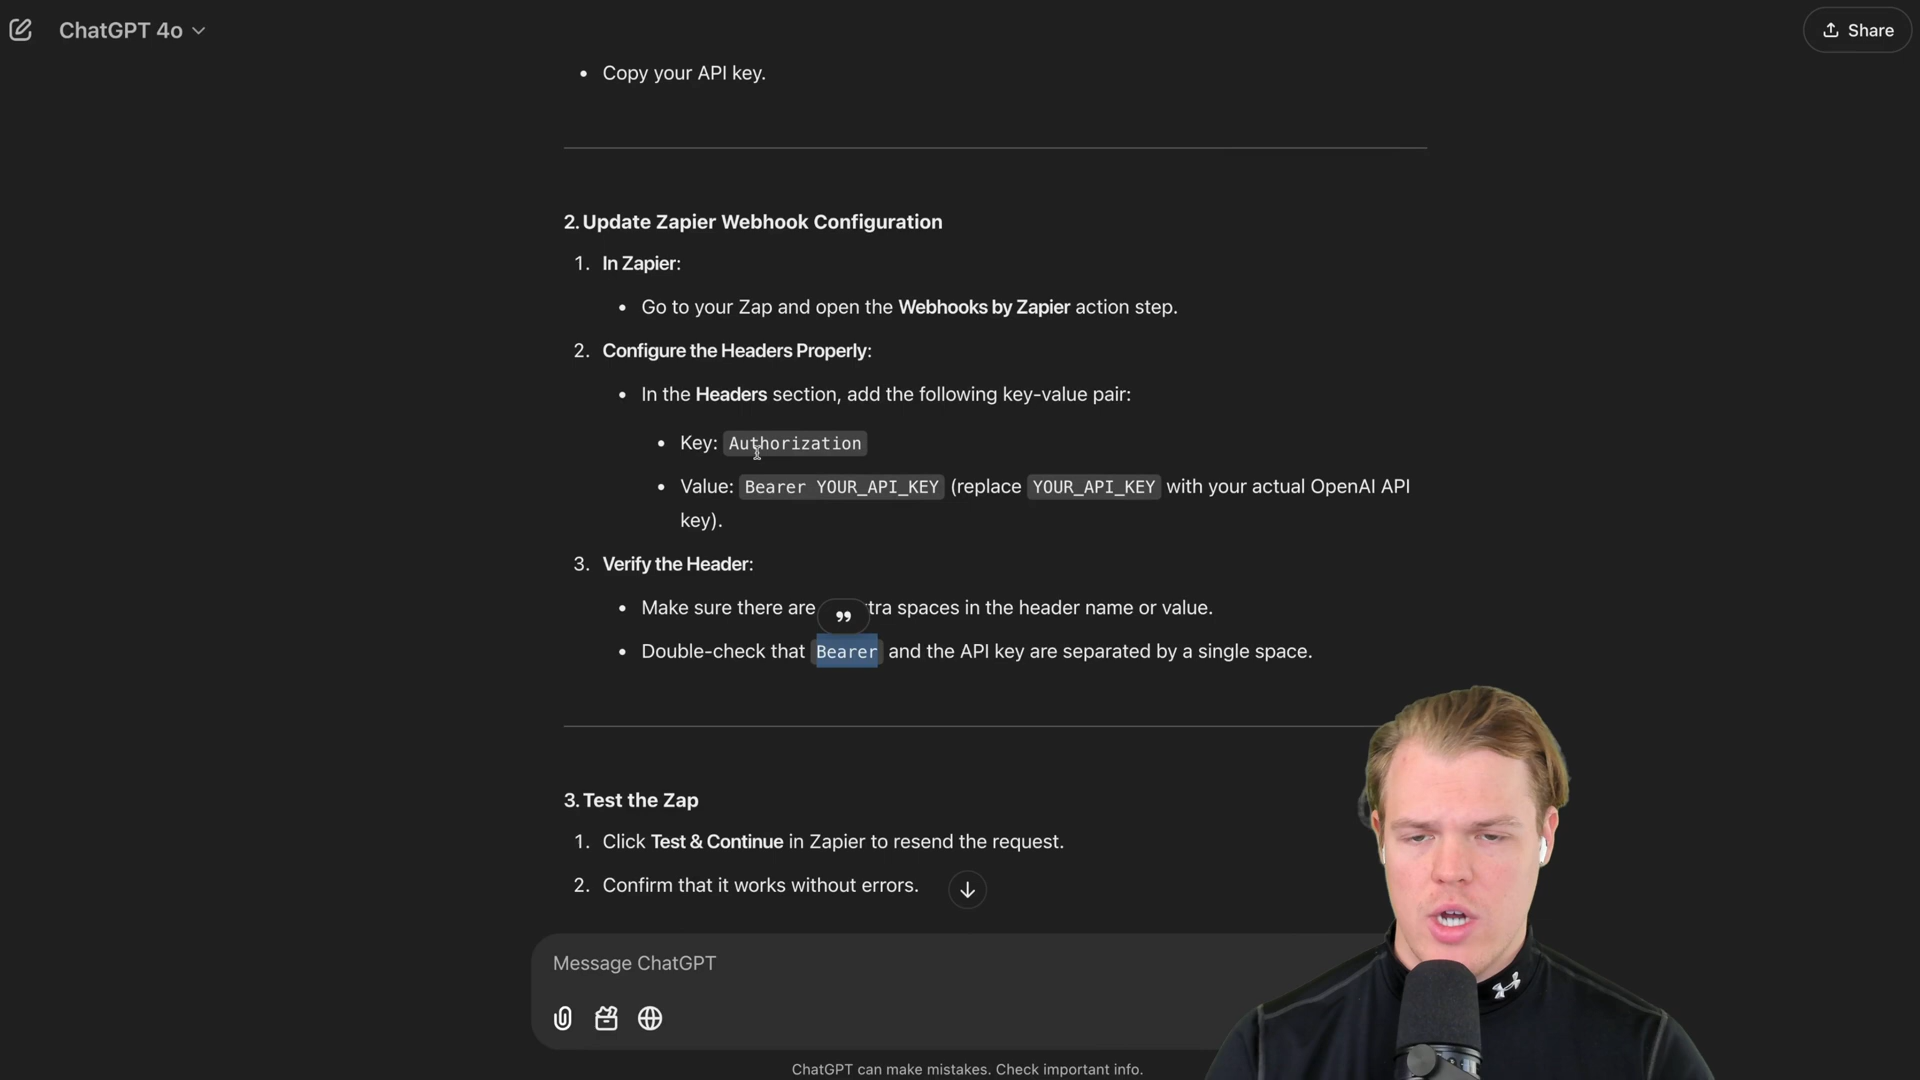 ChatGPT 4o
Share
• Copy your API key.
2. Update Zapier Webhook Configuration
1. In Zapier:
• Go to your Zap and open the Webhooks by Zapier action step.
2. Configure the Headers Properly:
• In the Headers section, add the following key-value pair:
• Key: Authorization
• Value: Bearer YOUR_API_KEY (replace YOUR_API_KEY with your actual OpenAI API
key).
3. Verify the Header:
• Make sure there are tra spaces in the header name or value.
• Double-check that Bearer and the API key are separated by a single space.
3. Test the Zap
1. Click Test & Continue in Zapier to resend the request.
2. Confirm that it works without errors.
Message ChatGPT
ChatGPT can make mistakes. Check important info.